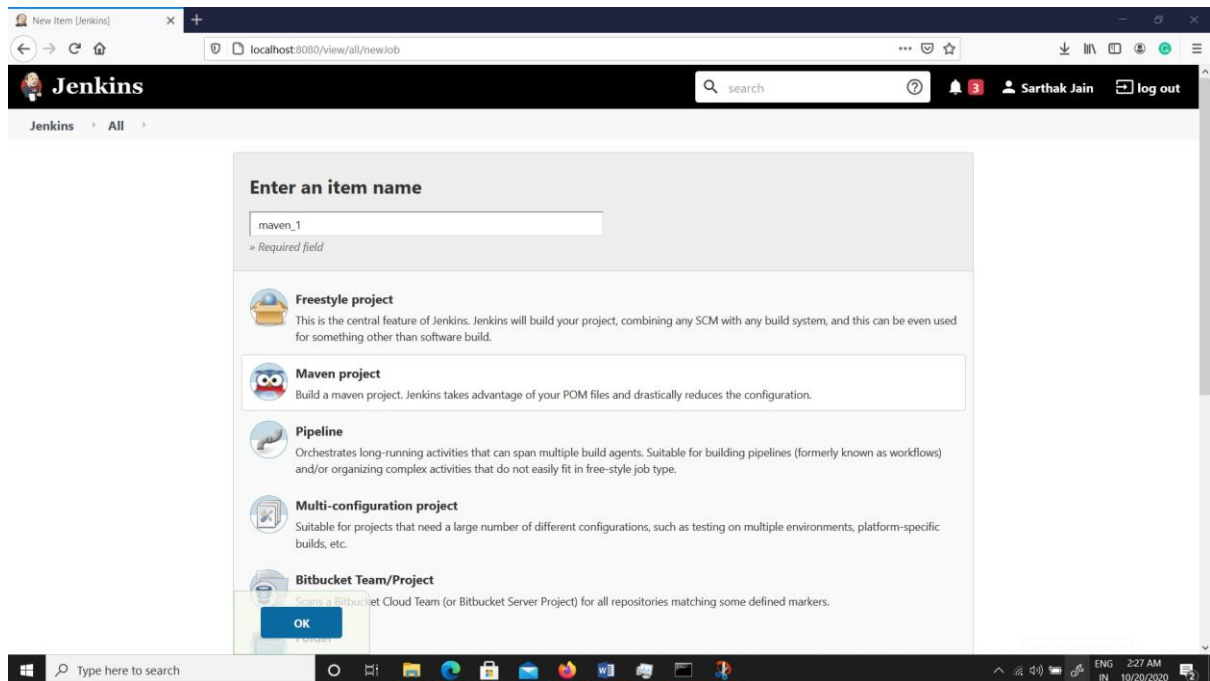 New Item [Jenkins]
localhost:8080/view/all/newJob
Jenkins
search
3
Sarthak Jain
log out
Jenkins
All
Enter an item name
maven_1
» Required field
Freestyle project
This is the central feature of Jenkins. Jenkins will build your project, combining any SCM with any build system, and this can be even used
for something other than software build.
Maven project
Build a maven project. Jenkins takes advantage of your POM files and drastically reduces the configuration.
Pipeline
Orchestrates long-running activities that can span multiple build agents. Suitable for building pipelines (formerly known as workflows)
and/or organizing complex activities that do not easily fit in free-style job type.
Multi-configuration project
Suitable for projects that need a large number of different configurations, such as testing on multiple environments, platform-specific
builds, etc.
Bitbucket Team/Project
Scans a Bitbucket Cloud Team (or Bitbucket Server Project) for all repositories matching some defined markers.
OK
Folder
Type here to search
ENG
IN
2:27 AM
10/20/2020
2